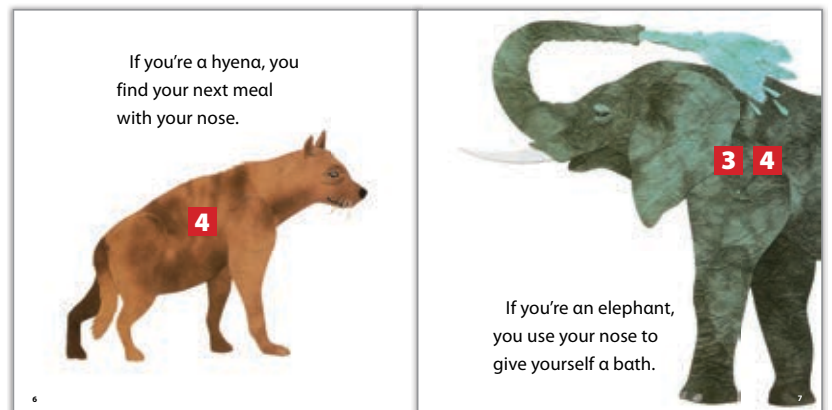 If you're a hyena, you
find your next meal
with your nose.
4
6
3 4
If you're an elephant,
you use your nose to
give yourself a bath.
7